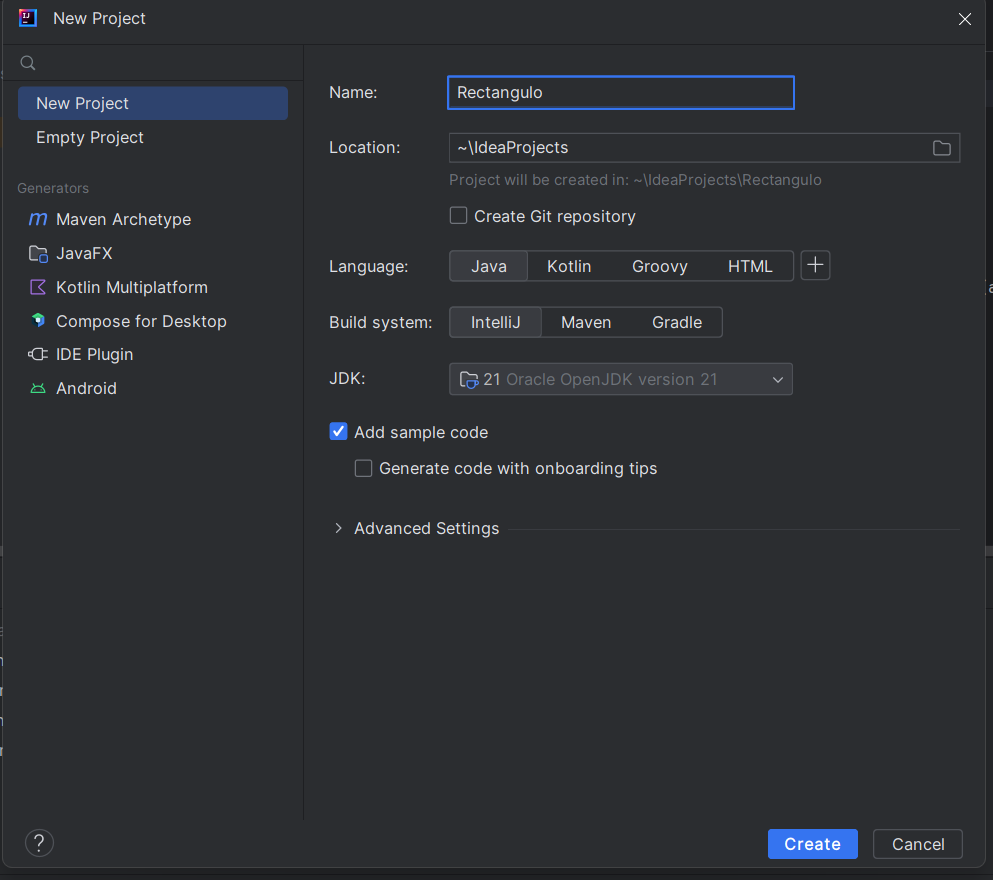 New Project
New Project
Empty Project
Generators
Maven Archetype
JavaFX
Kotlin Multiplatform
Compose for Desktop
IDE Plugin
Android
Name: Rectangulo
Location: ~\IdeaProjects
Project will be created in: ~\IdeaProjects\Rectangulo
Create Git repository
Language: Java Kotlin Groovy HTML
Build system: IntelliJ Maven Gradle
JDK: 21 Oracle OpenJDK version 21
Add sample code
Generate code with onboarding tips
Advanced Settings
? Create Cancel